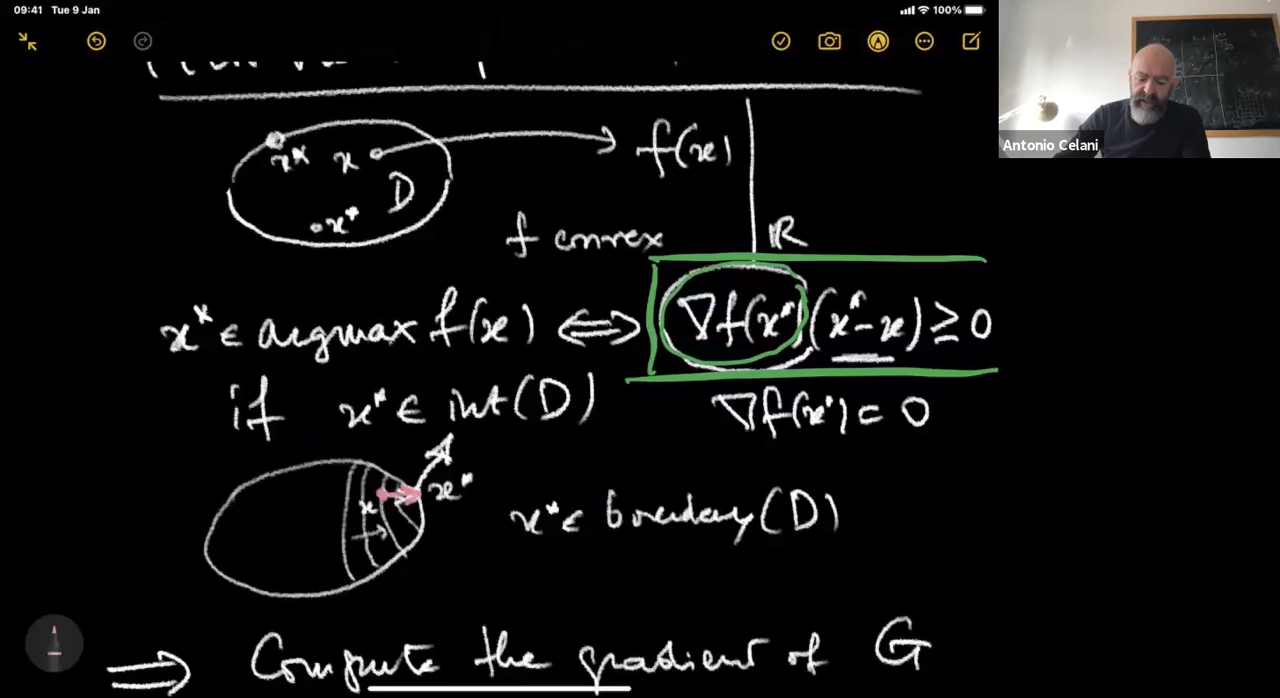 09:41 Tue 9 Jan
100%
Antonio Celani
x* x D f(x)
x*
f convex ℝ
x* ∈ argmax f(x) ⟺ ∇f(x*)(x*-x) ≥ 0
if x* ∈ int(D) ∇f(x*) = 0
x x*
x* ∈ boundary(D)
⟹ Compute the gradient of G